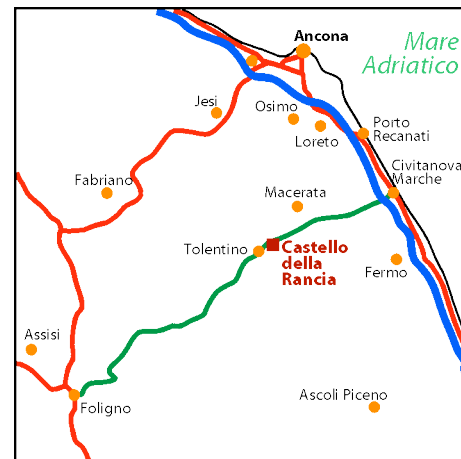 Ancona
Mare
Adriatico
Jesi
Osimo
Loreto
Porto
Recanati
Civitanova
Marche
Fabriano
Macerata
Tolentino
Castello
della
Rancia
Fermo
Assisi
Foligno
Ascoli Piceno